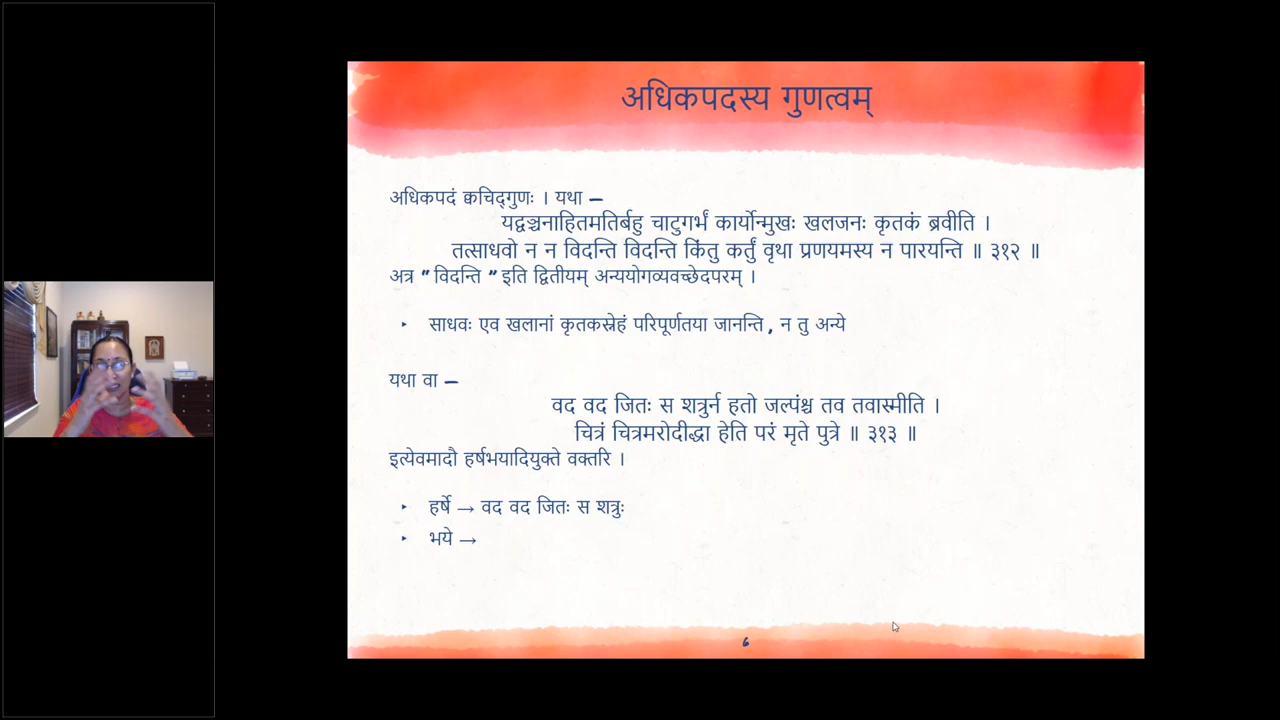 अधिकपदस्य गुणत्वम्
अधिकपदं क्वचिद्गुणः । यथा –
यद्वञ्चनाहितमतिर्बहु चाटुगर्भं कार्योन्मुखः खलजनः कृतकं ब्रवीति ।
तत्साधवो न न विदन्ति विदन्ति किंतु कर्तुं वृथा प्रणयमस्य न पारयन्ति ॥ ३१२ ॥
अत्र " विदन्ति " इति द्वितीयम् अन्ययोगव्यवच्छेदपरम् ।
‣ साधवः एव खलानां कृतकस्नेहं परिपूर्णतया जानन्ति , न तु अन्ये
यथा वा –
वद वद जितः स शत्रुर्न हतो जल्पंश्च तव तवास्मीति ।
चित्रं चित्रमरोदीद्धा हेति परं मृते पुत्रे ॥ ३१३ ॥
इत्येवमादौ हर्षभयादियुक्ते वक्तरि ।
‣ हर्षे → वद वद जितः स शत्रुः
‣ भये →
6